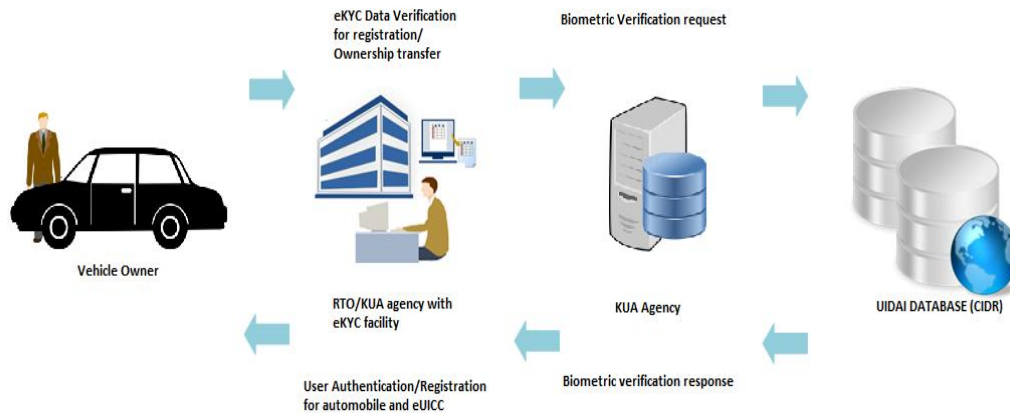 eKYC Data Verification
for registration/
Ownership transfer
Biometric Verification request
Vehicle Owner
RTO/KUA agency with
eKYC facility
KUA Agency
UIDAI DATABASE (CIDR)
User Authentication/Registration
for automobile and eUICC
Biometric verification response